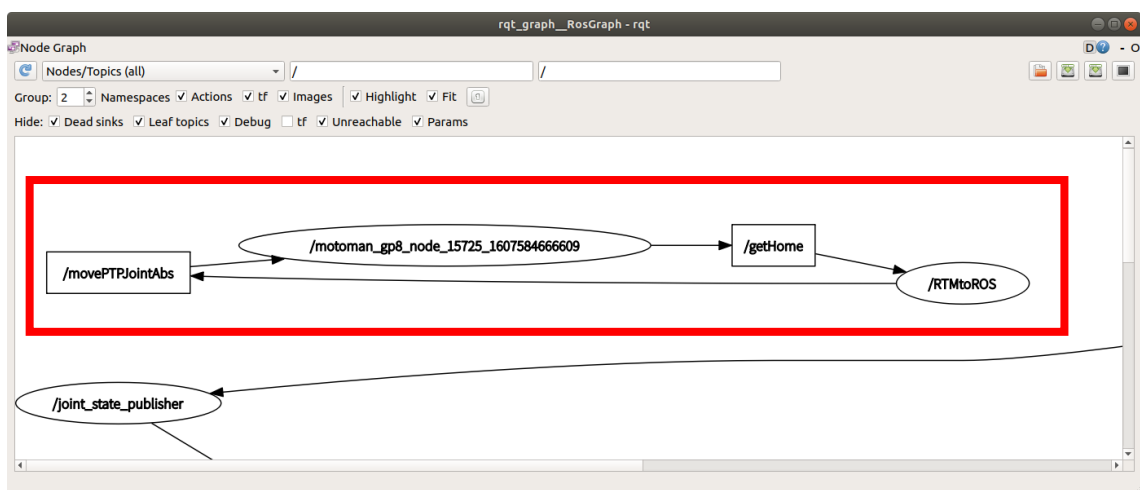 rqt_graph__RosGraph - rqt
Node Graph
D
- O
Nodes/Topics (all)
/
/
Group: 2 Namespaces Actions tf Images Highlight Fit
Hide: Dead sinks Leaf topics Debug tf Unreachable Params
/motoman_gp8_node_15725_1607584666609
/getHome
/movePTPJointAbs
/RTMtoROS
/joint_state_publisher